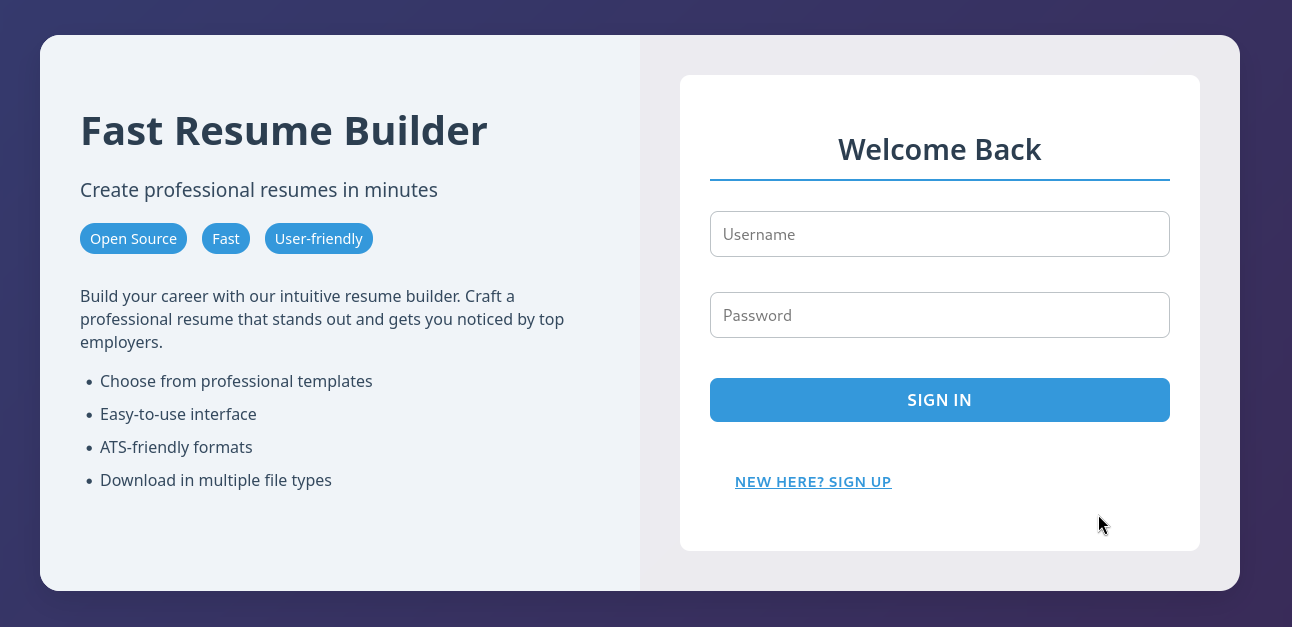 Fast Resume Builder
Create professional resumes in minutes
Open Source Fast User-friendly
Build your career with our intuitive resume builder. Craft a
professional resume that stands out and gets you noticed by top
employers.
• Choose from professional templates
• Easy-to-use interface
• ATS-friendly formats
• Download in multiple file types
Welcome Back
Username
Password
SIGN IN
NEW HERE? SIGN UP